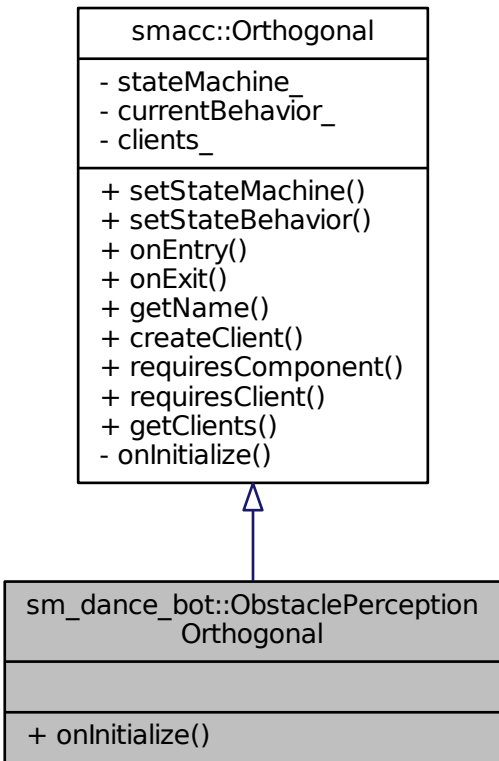 smacc::Orthogonal
- stateMachine_
- currentBehavior_
- clients_
+ setStateMachine()
+ setStateBehavior()
+ onEntry()
+ onExit()
+ getName()
+ createClient()
+ requiresComponent()
+ requiresClient()
+ getClients()
- onInitialize()
sm_dance_bot::ObstaclePerception
Orthogonal
+ onInitialize()